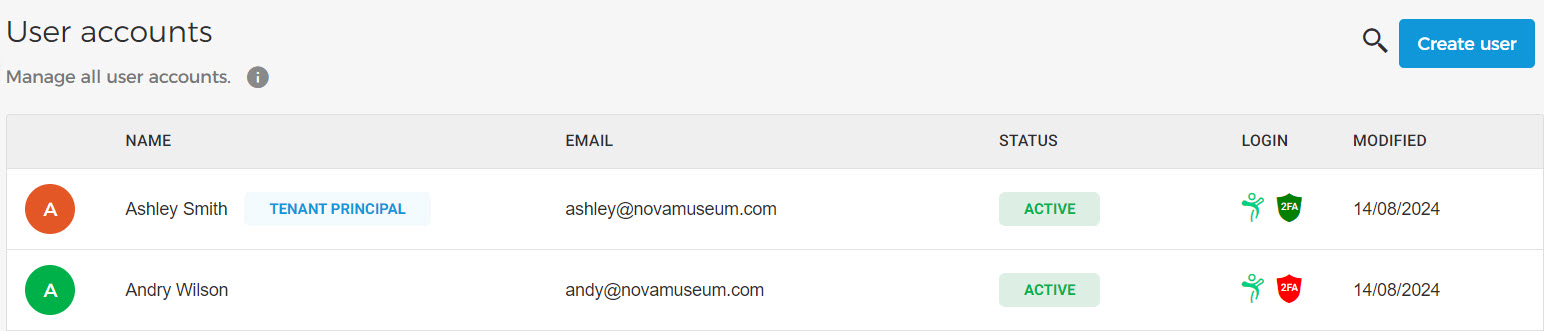 User accounts
Create user
Manage all user accounts. i
NAME EMAIL STATUS LOGIN MODIFIED
A Ashley Smith TENANT PRINCIPAL ashley@novamuseum.com ACTIVE 2FA 14/08/2024
A Andry Wilson andy@novamuseum.com ACTIVE 2FA 14/08/2024